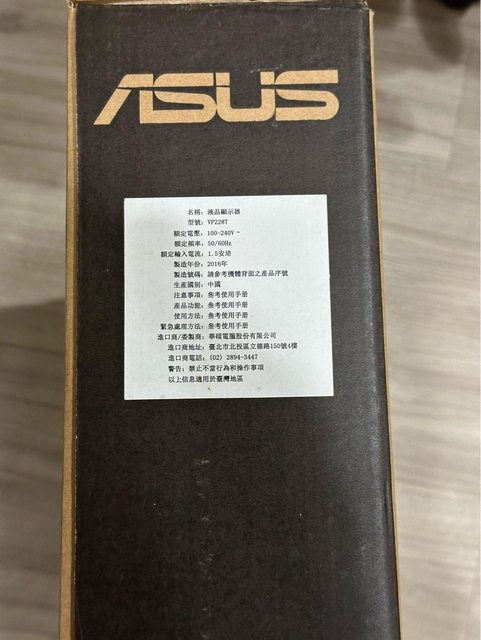 ASUS
名稱：液晶顯示器
型號：VP228T
額定電壓：100-240V~
額定頻率：50/60Hz
額定輸入電流：1.5安培
製造年份：2016年
製造號碼：請參考機體背面之產品序號
生產國別：中國
注意事項：參考使用手册
產品功能：參考使用手册
使用方法：參考使用手册
緊急處理方法：參考使用手册
進口商/委製商：華碩電腦股份有限公司
進口商地址：臺北市北投區立德路150號4樓
進口商電話：(02) 2894-3447
警告：禁止不當行為和操作事項
以上信息適用於臺灣地區